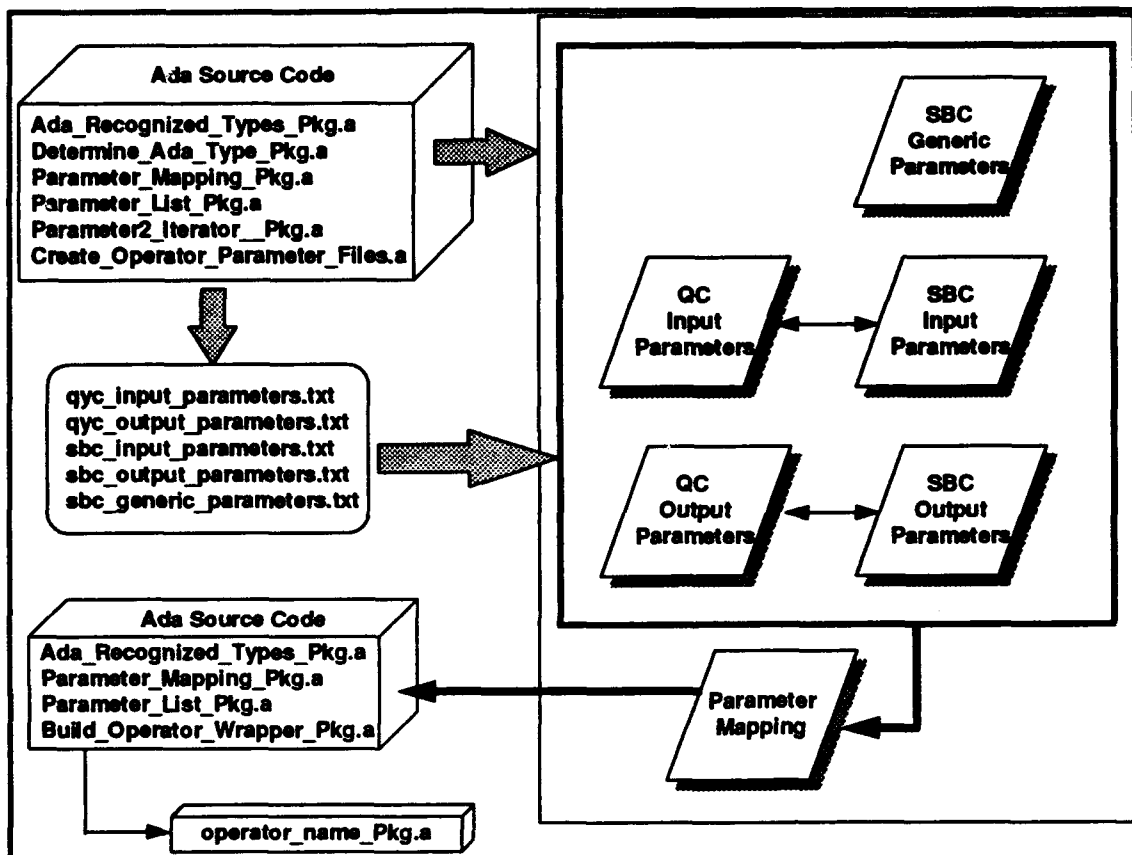 Ada Source Code
Ada_Recognized_Types_Pkg.a
Determine_Ada_Type_Pkg.a
Parameter_Mapping_Pkg.a
Parameter_List_Pkg.a
Parameter2_Iterator__Pkg.a
Create_Operator_Parameter_Files.a
qyc_input_parameters.txt
qyc_output_parameters.txt
sbc_input_parameters.txt
sbc_output_parameters.txt
sbc_generic_parameters.txt
SBC
Generic
Parameters
QC
Input
Parameters
SBC
Input
Parameters
QC
Output
Parameters
SBC
Output
Parameters
Parameter
Mapping
Ada Source Code
Ada_Recognized_Types_Pkg.a
Parameter_Mapping_Pkg.a
Parameter_List_Pkg.a
Build_Operator_Wrapper_Pkg.a
operator_name_Pkg.a